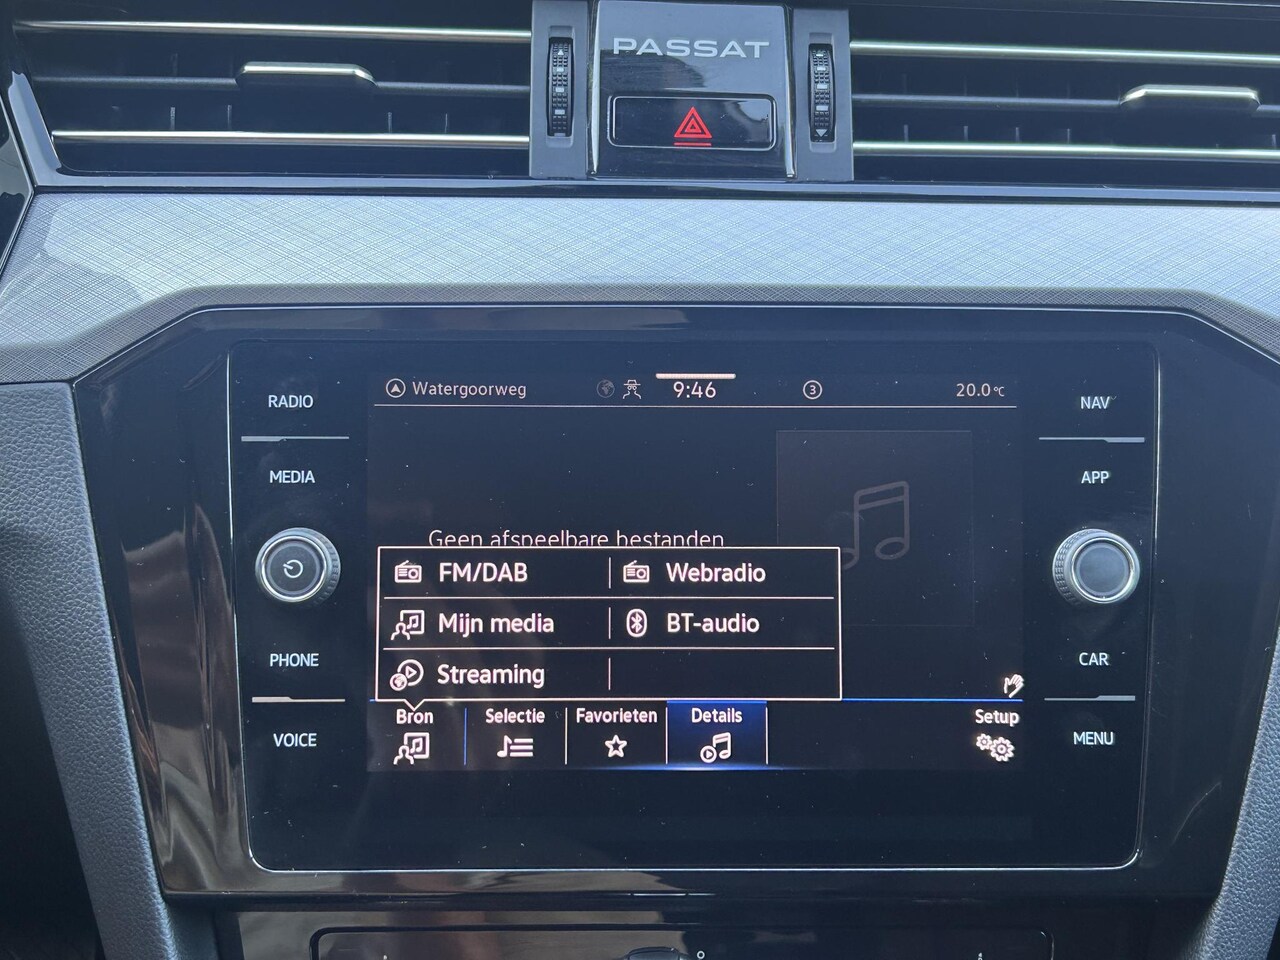 PASSAT
Watergoorweg
9:46
3
20.0°C
RADIO
NAV
MEDIA
APP
Geen afspeelbare bestanden
FM/DAB
Webradio
Mijn media
BT-audio
Streaming
PHONE
CAR
Bron
Selectie
Favorieten
Details
Setup
VOICE
MENU